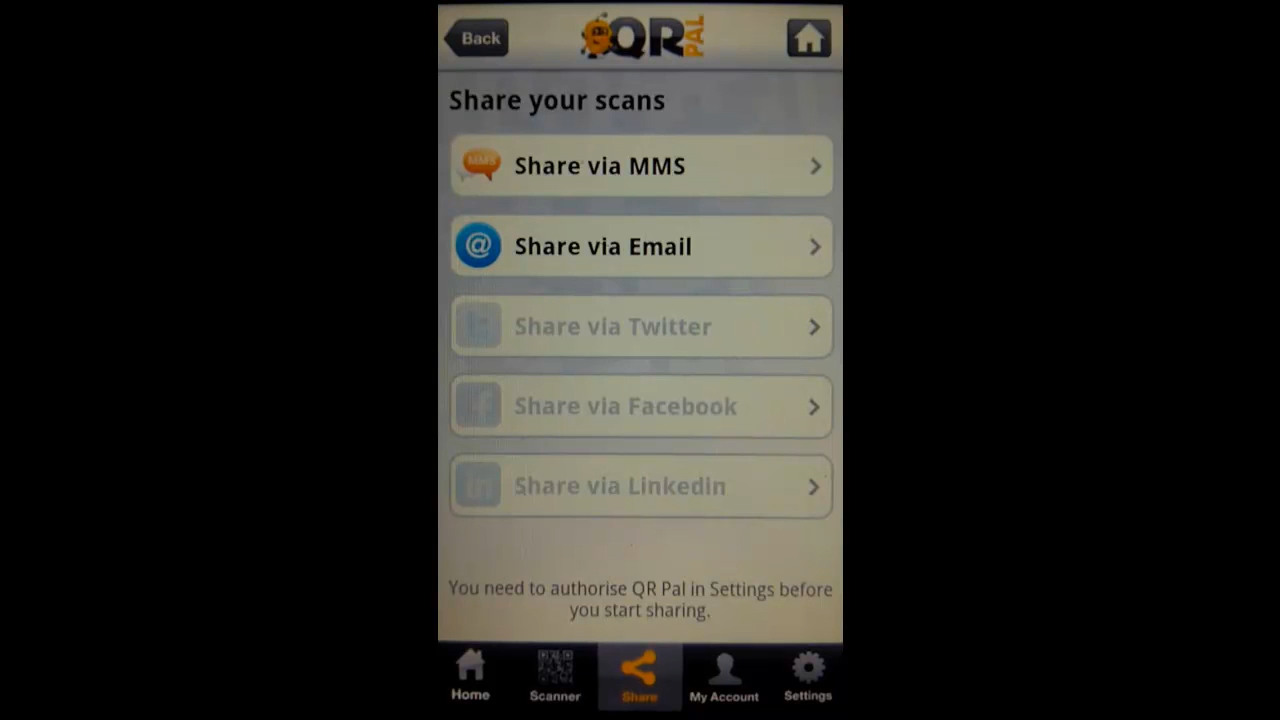 Back
QR PAL
Share your scans
MMS
Share via MMS
@
Share via Email
Share via Twitter
f
Share via Facebook
in
Share via Linkedin
You need to authorise QR Pal in Settings before
you start sharing.
Home
Scanner
Share
My Account
Settings